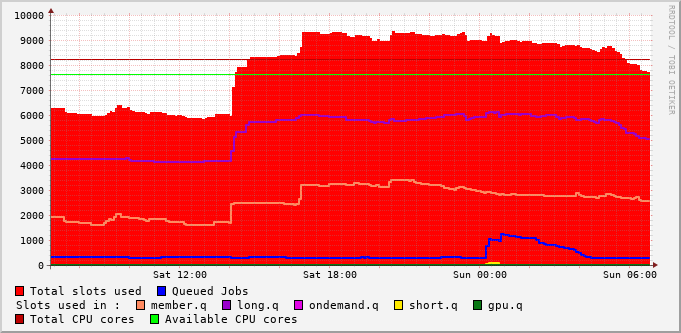 10000
9000
8000
7000
6000
5000
4000
3000
2000
1000
0
Sat 12:00 Sat 18:00 Sun 00:00 Sun 06:00
Total slots used Queued Jobs
Slots used in : member.q long.q ondemand.q short.q gpu.q
Total CPU cores Available CPU cores
RRDTOOL / TOBI OETIKER